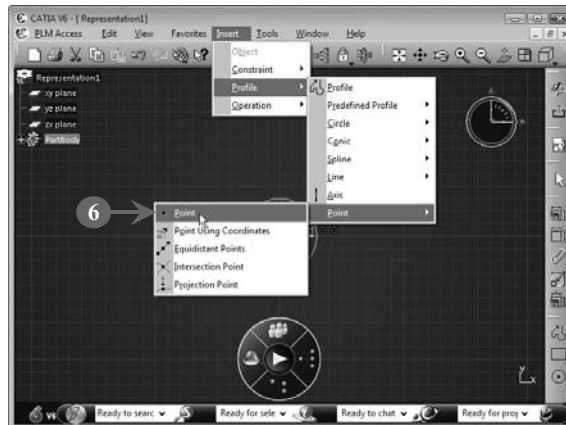 CATIA V6 - [ Representation1]
PLM Access Edit View Favorites Insert Tools Window Help
Object
Constraint
Profile
Operation
Profile
Predefined Profile
Circle
Conic
Spline
Line
Axis
Point
Representation1
xy plane
yz plane
zx plane
PartBody
6
Point
Point Using Coordinates
Equidistant Points
Intersection Point
Projection Point
y
x
V6
Ready to searc
Ready for sele
Ready to chat
Ready for proy